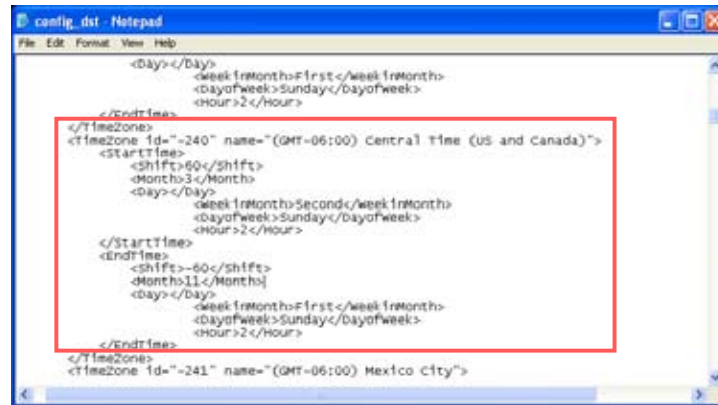 config_dst - Notepad
File Edit Format View Help
<Day></Day>
<WeekinMonth>First</WeekinMonth>
<DayofWeek>Sunday</DayofWeek>
<Hour>2</Hour>
</EndTime>
</TimeZone>
<TimeZone id="-240" name="(GMT-06:00) Central Time (US and Canada)">
<StartTime>
<Shift>60</Shift>
<Month>3</Month>
<Day></Day>
<WeekinMonth>Second</WeekinMonth>
<DayofWeek>Sunday</DayofWeek>
<Hour>2</Hour>
</StartTime>
<EndTime>
<Shift>-60</Shift>
<Month>11</Month>
<Day></Day>
<WeekinMonth>First</WeekinMonth>
<DayofWeek>Sunday</DayofWeek>
<Hour>2</Hour>
</EndTime>
</TimeZone>
<TimeZone id="-241" name="(GMT-06:00) Mexico City">